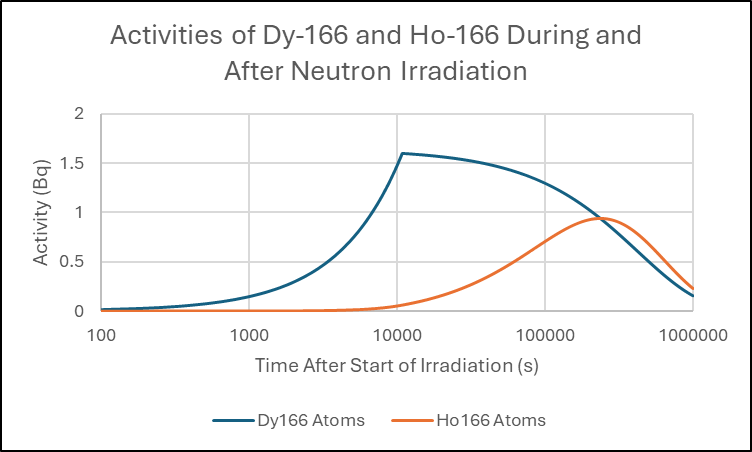 Activities of Dy-166 and Ho-166 During and
After Neutron Irradiation
2
1.5
1
0.5
0
Activity (Bq)
100 1000 10000 100000 1000000
Time After Start of Irradiation (s)
Dy166 Atoms Ho166 Atoms